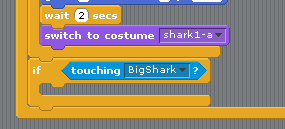 wait 2 secs
switch to costume shark1-a
if touching BigShark ?